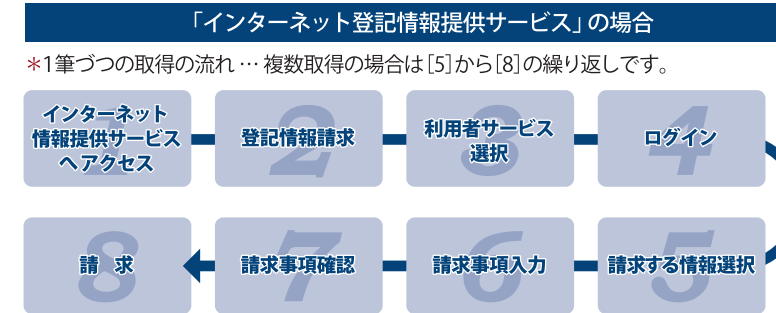 「インターネット登記情報提供サービス」の場合
＊1筆づつの取得の流れ … 複数取得の場合は［5］から［8］の繰り返しです。
1
インターネット
情報提供サービス
へアクセス
2
登記情報請求
3
利用者サービス
選択
4
ログイン
5
請求する情報選択
6
請求事項入力
7
請求事項確認
8
請　求